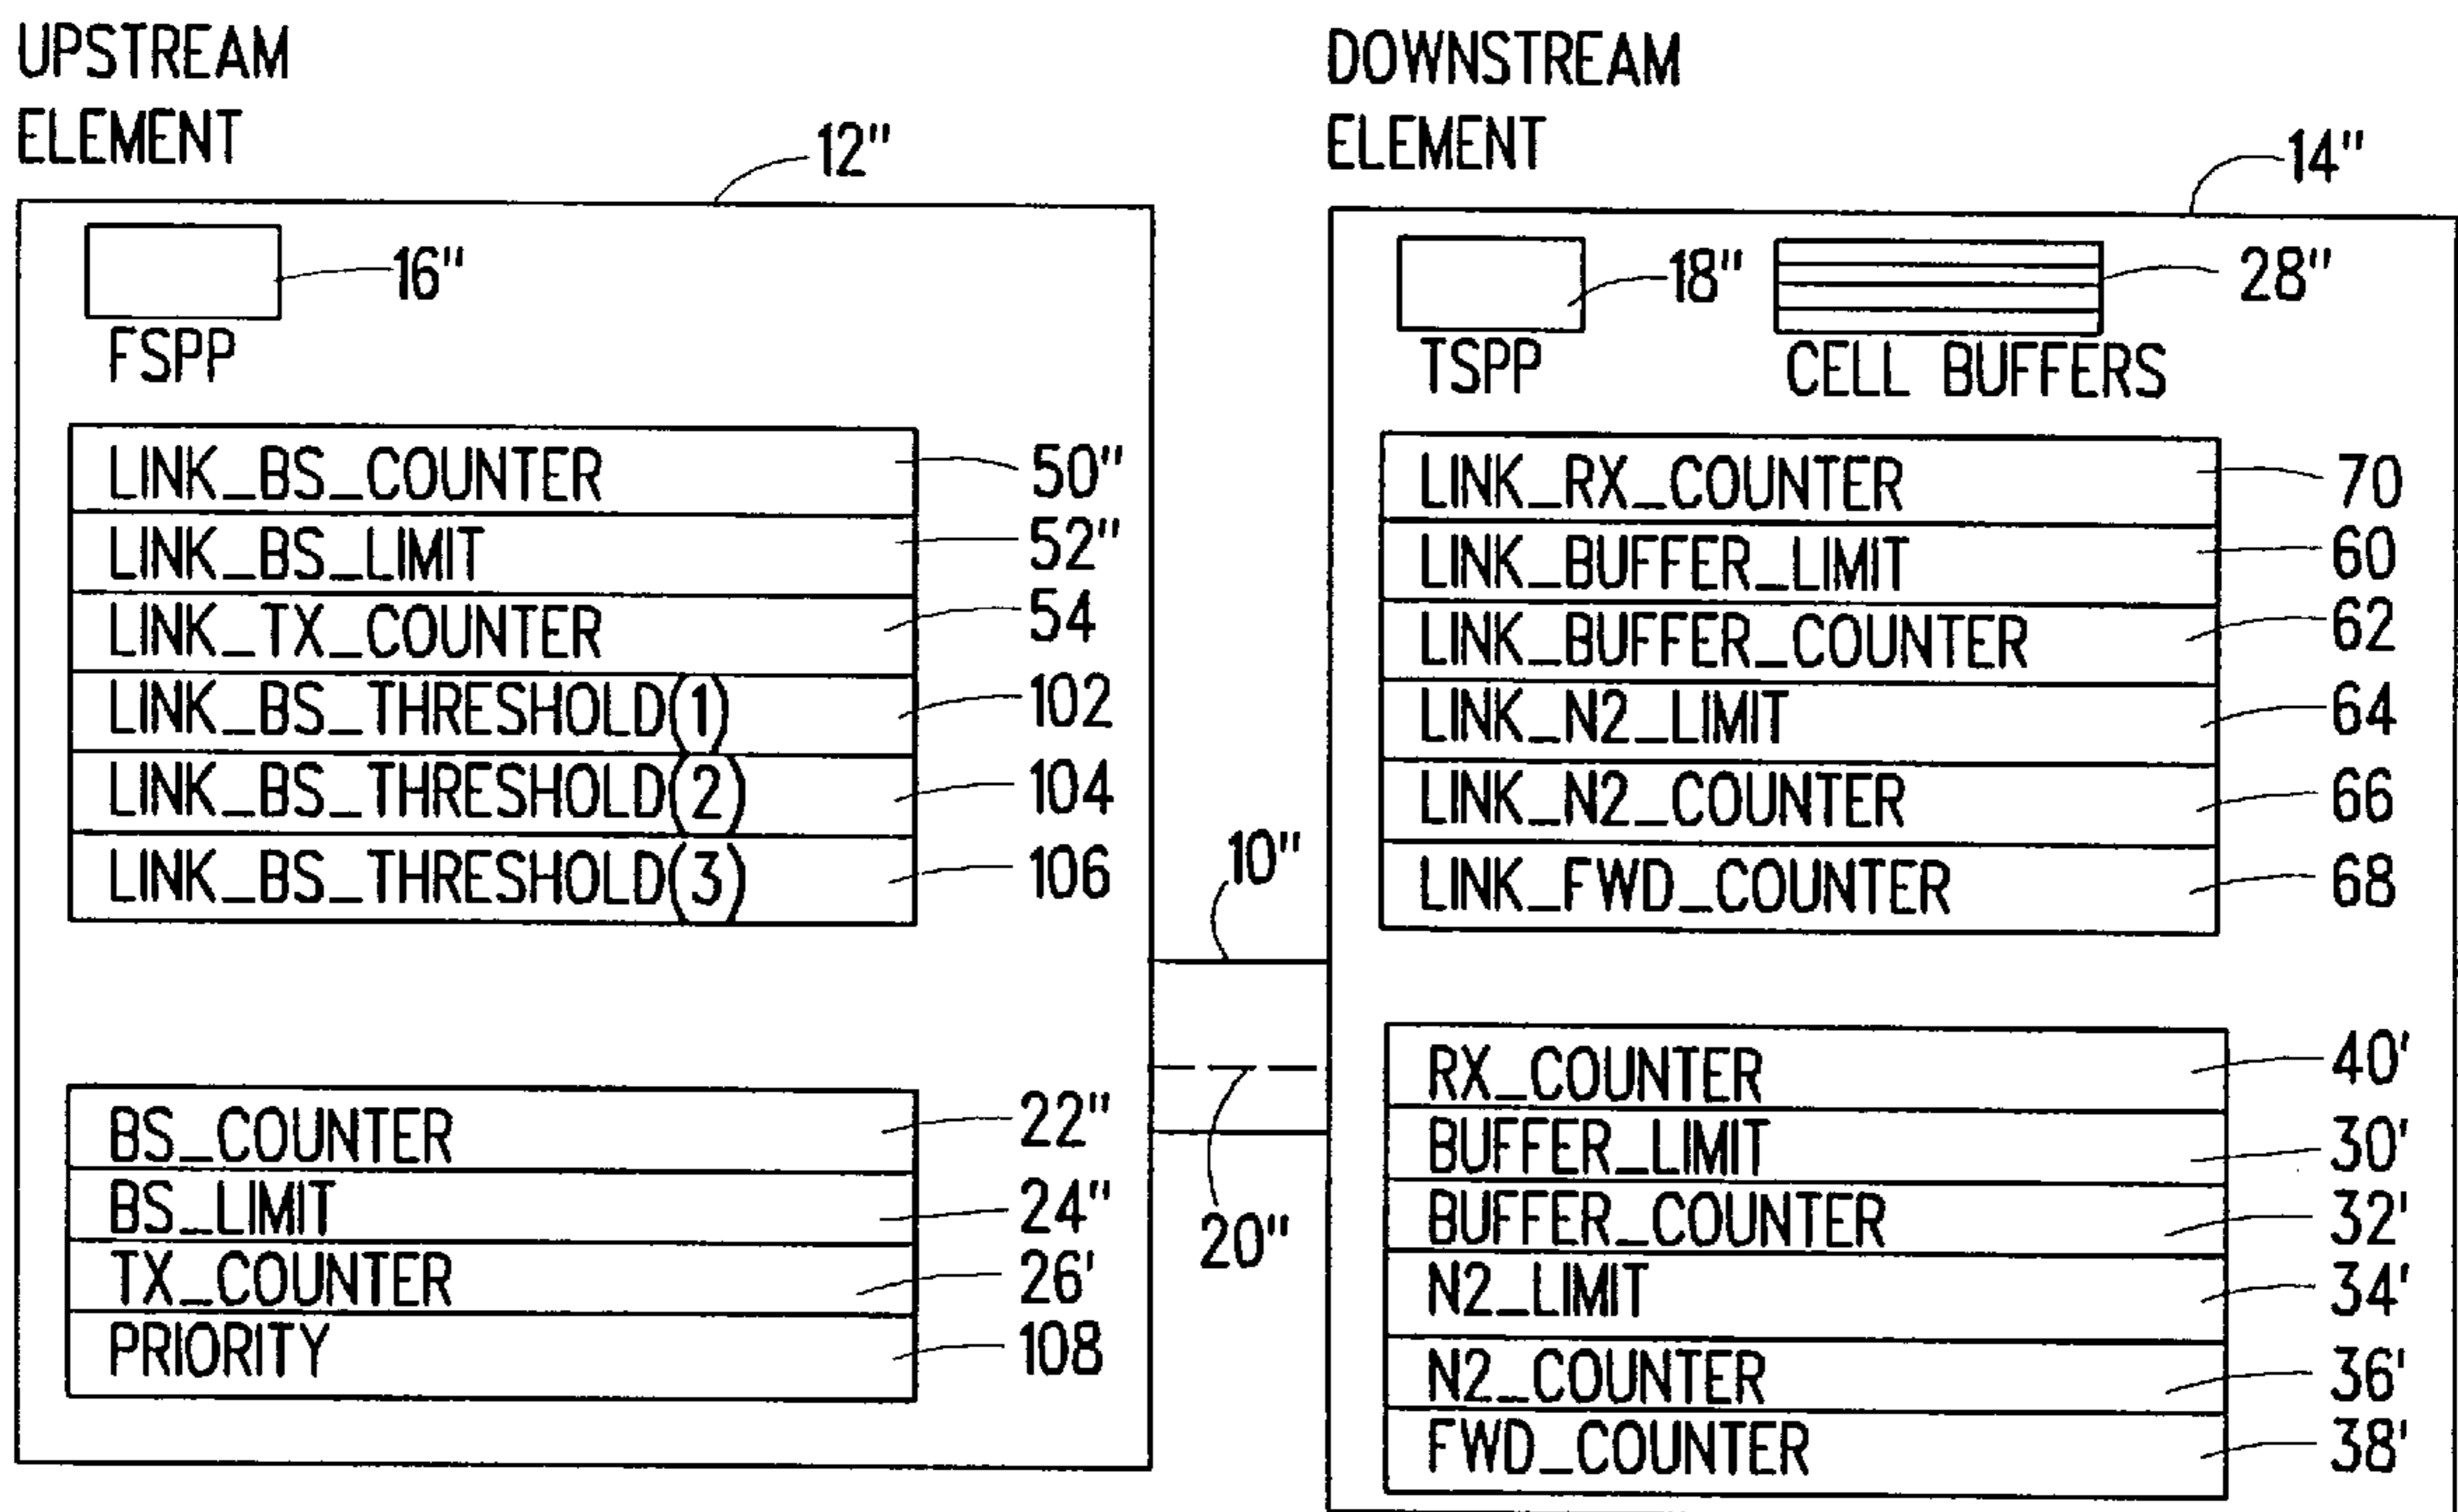 UPSTREAM
ELEMENT
12"
16"
FSPP
LINK_BS_COUNTER 50"
LINK_BS_LIMIT 52"
LINK_TX_COUNTER 54
LINK_BS_THRESHOLD(1) 102
LINK_BS_THRESHOLD(2) 104
LINK_BS_THRESHOLD(3) 106
BS_COUNTER 22"
BS_LIMIT 24"
TX_COUNTER 26'
PRIORITY 108
10"
20"
DOWNSTREAM
ELEMENT
14"
18"
28"
TSPP
CELL BUFFERS
LINK_RX_COUNTER 70
LINK_BUFFER_LIMIT 60
LINK_BUFFER_COUNTER 62
LINK_N2_LIMIT 64
LINK_N2_COUNTER 66
LINK_FWD_COUNTER 68
RX_COUNTER 40'
BUFFER_LIMIT 30'
BUFFER_COUNTER 32'
N2_LIMIT 34'
N2_COUNTER 36'
FWD_COUNTER 38'